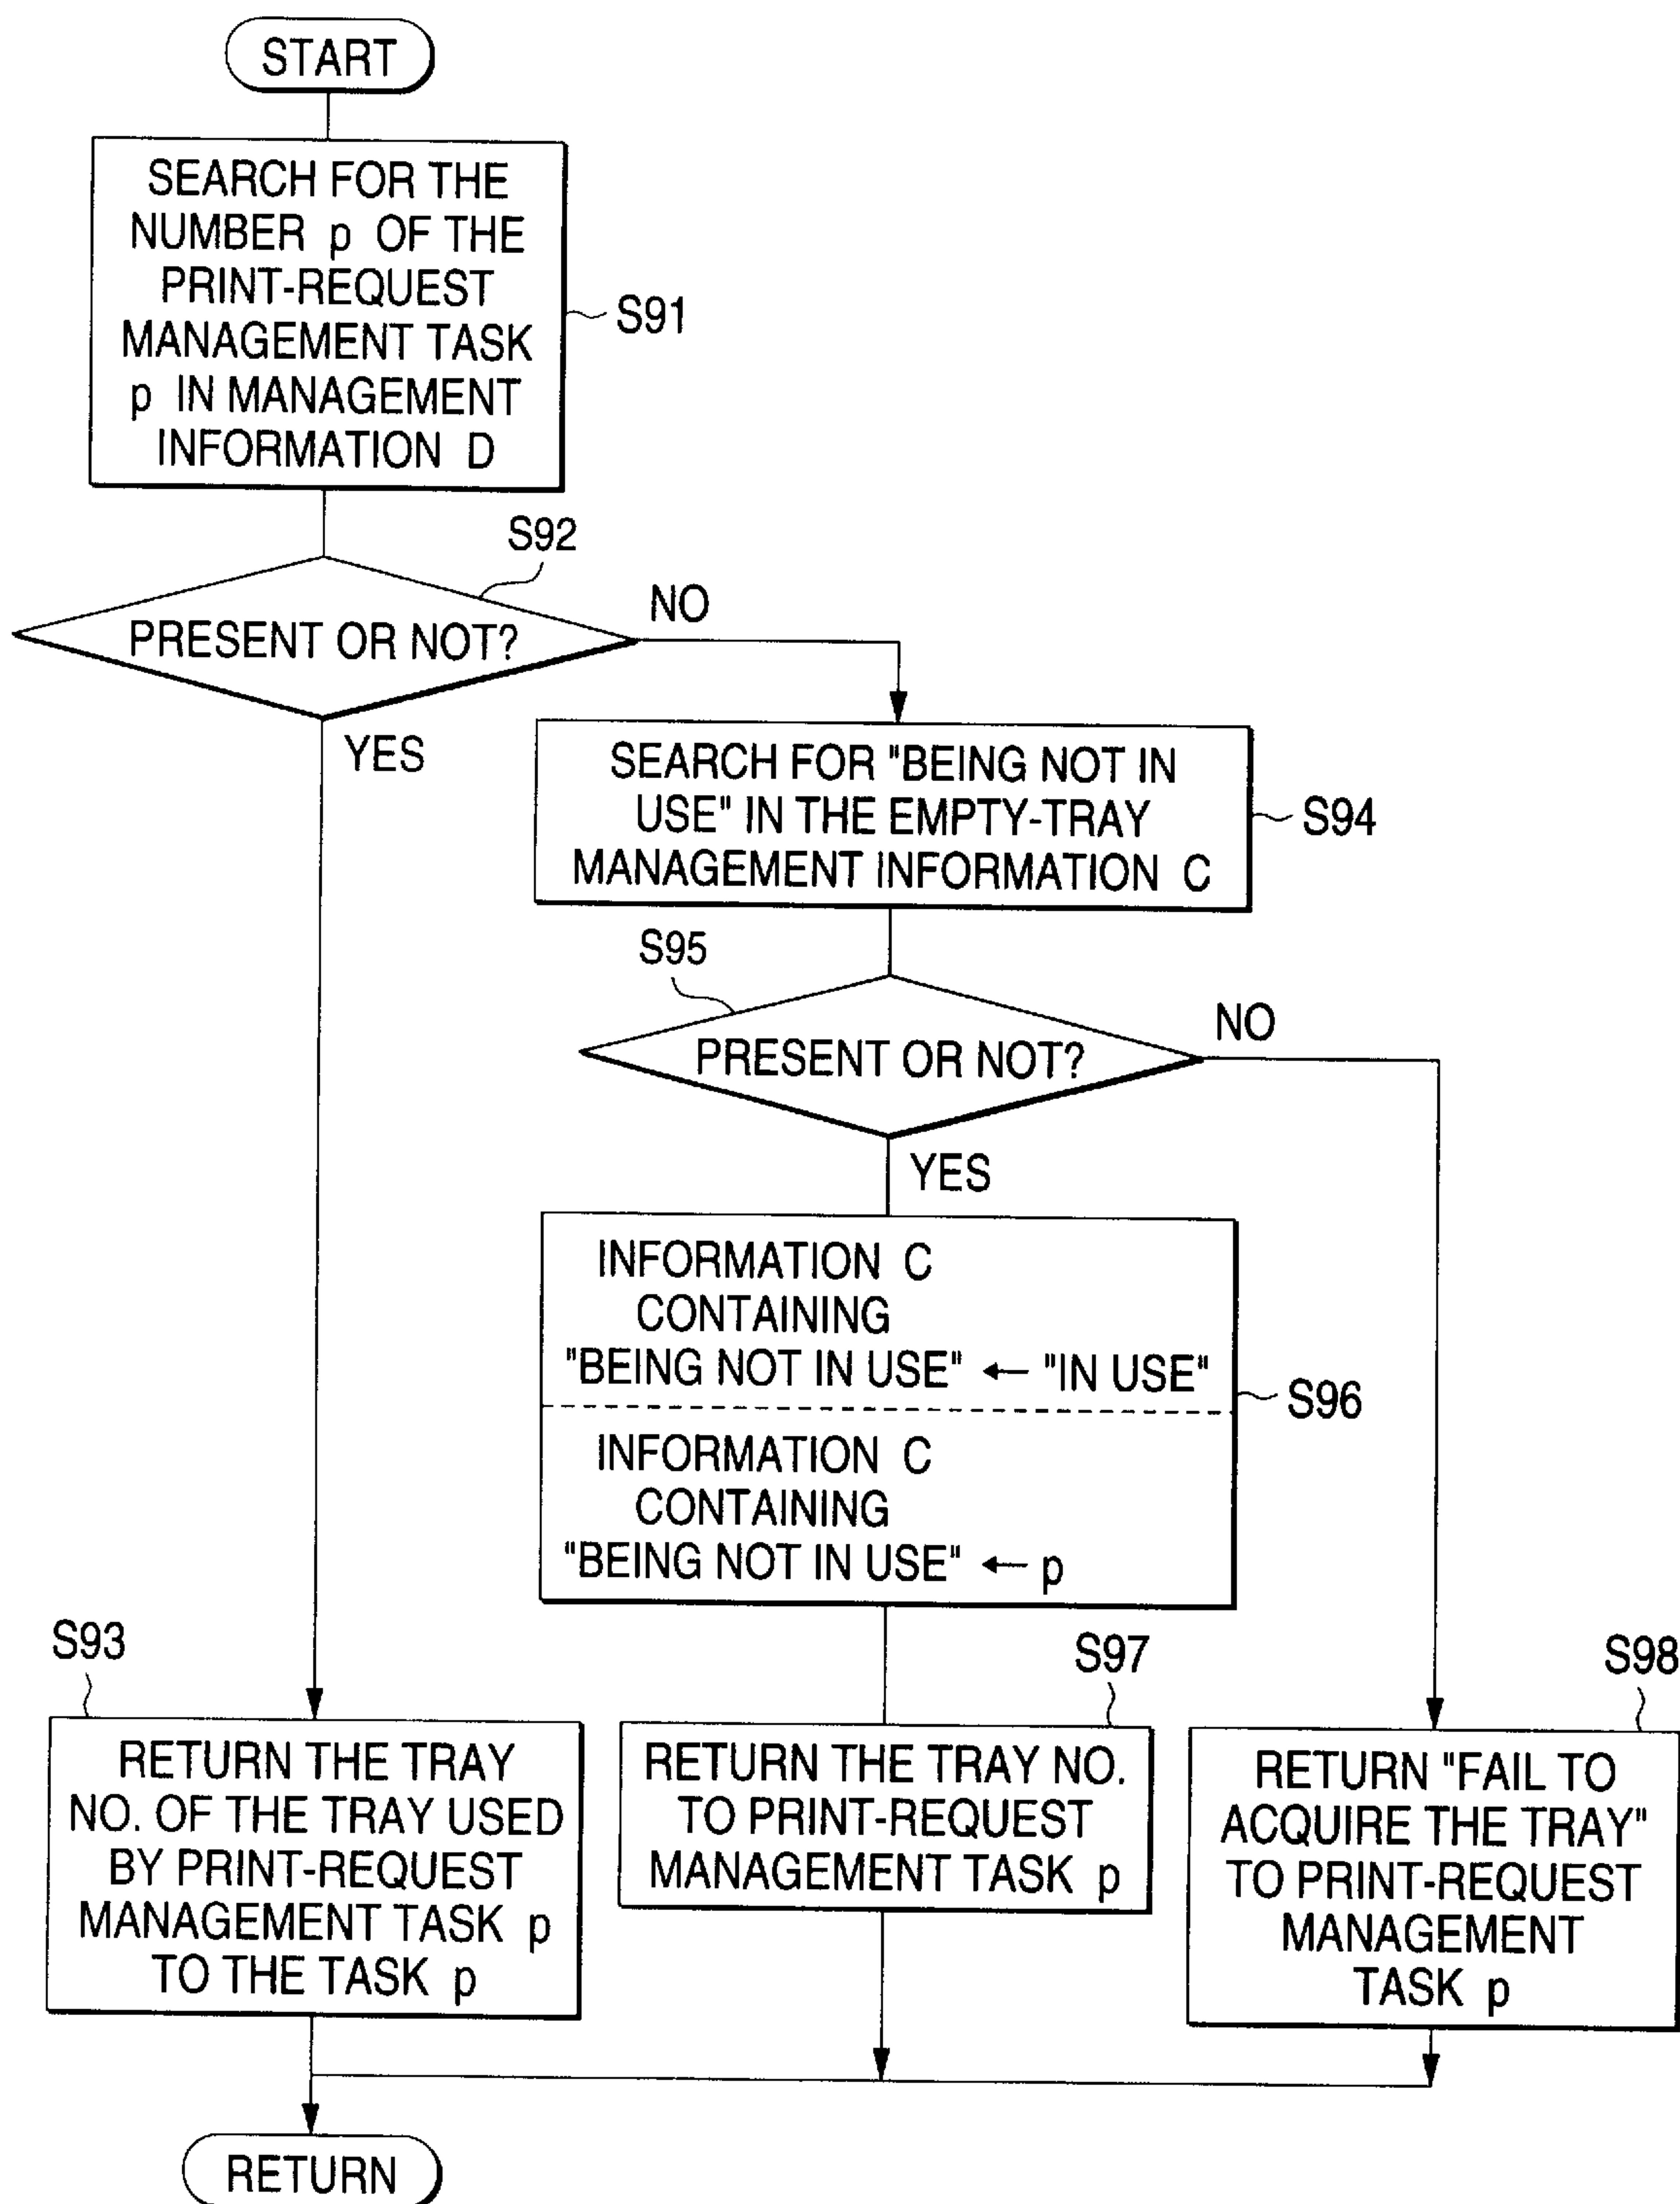 START
SEARCH FOR THE
NUMBER p OF THE
PRINT-REQUEST
MANAGEMENT TASK
p IN MANAGEMENT
INFORMATION D
S91
S92
PRESENT OR NOT?
NO
YES
SEARCH FOR "BEING NOT IN
USE" IN THE EMPTY-TRAY
MANAGEMENT INFORMATION C
S94
S95
PRESENT OR NOT?
NO
YES
INFORMATION C
CONTAINING
"BEING NOT IN USE" ← "IN USE"
INFORMATION C
CONTAINING
"BEING NOT IN USE" ← p
S96
S93
RETURN THE TRAY
NO. OF THE TRAY USED
BY PRINT-REQUEST
MANAGEMENT TASK p
TO THE TASK p
S97
RETURN THE TRAY NO.
TO PRINT-REQUEST
MANAGEMENT TASK p
S98
RETURN "FAIL TO
ACQUIRE THE TRAY"
TO PRINT-REQUEST
MANAGEMENT
TASK p
RETURN